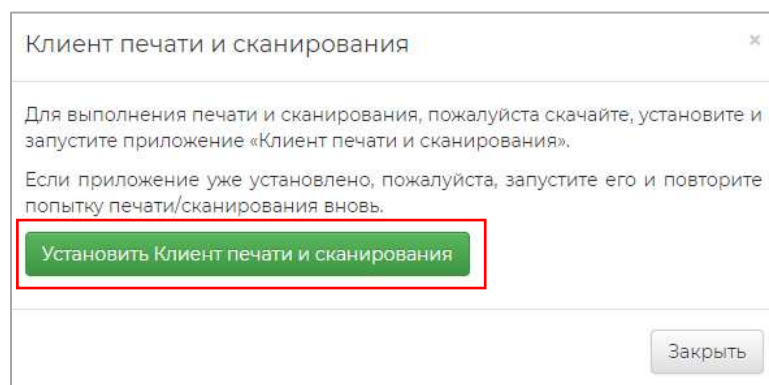 Клиент печати и сканирования
×
Для выполнения печати и сканирования, пожалуйста скачайте, установите и
запустите приложение «Клиент печати и сканирования».
Если приложение уже установлено, пожалуйста, запустите его и повторите
попытку печати/сканирования вновь.
Установить Клиент печати и сканирования
Закрыть